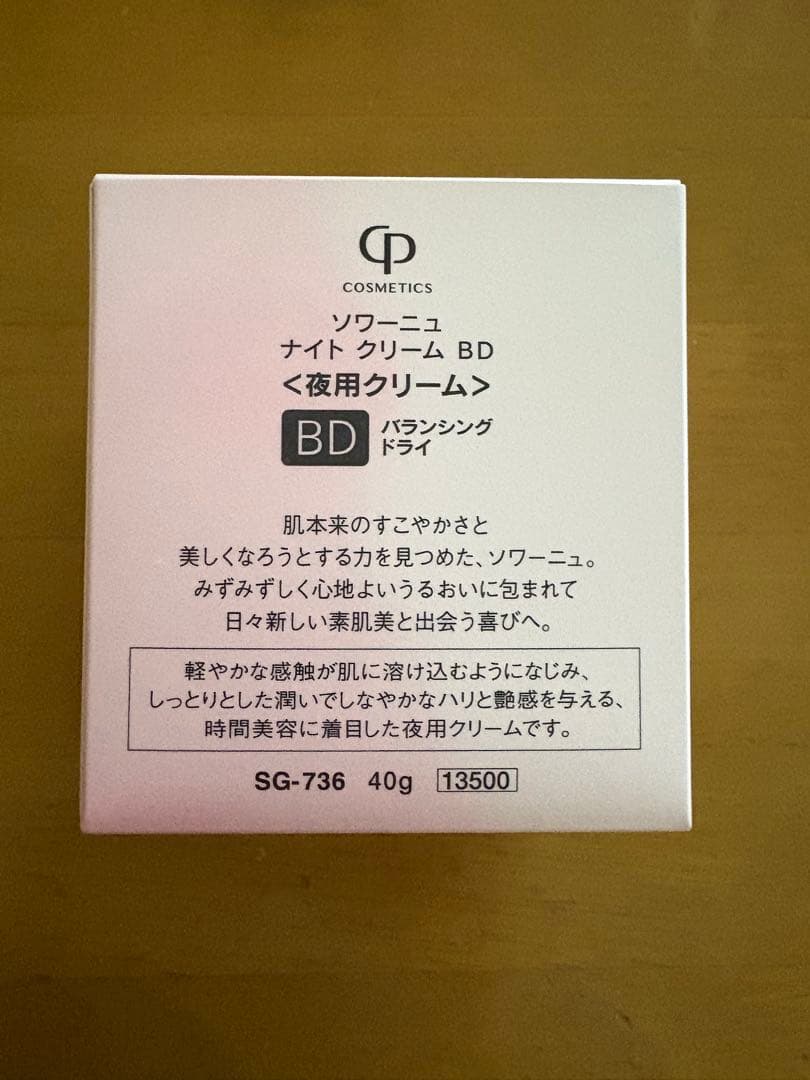 CP
COSMETICS
ソワーニュ
ナイト クリーム BD
＜夜用クリーム＞
BD バランシング
ドライ
肌本来のすこやかさと
美しくなろうとする力を見つめた、ソワーニュ。
みずみずしく心地よいうるおいに包まれて
日々新しい素肌美と出会う喜びへ。
軽やかな感触が肌に溶け込むようになじみ、
しっとりとした潤いでしなやかなハリと艶感を与える、
時間美容に着目した夜用クリームです。
SG-736 40g 13500